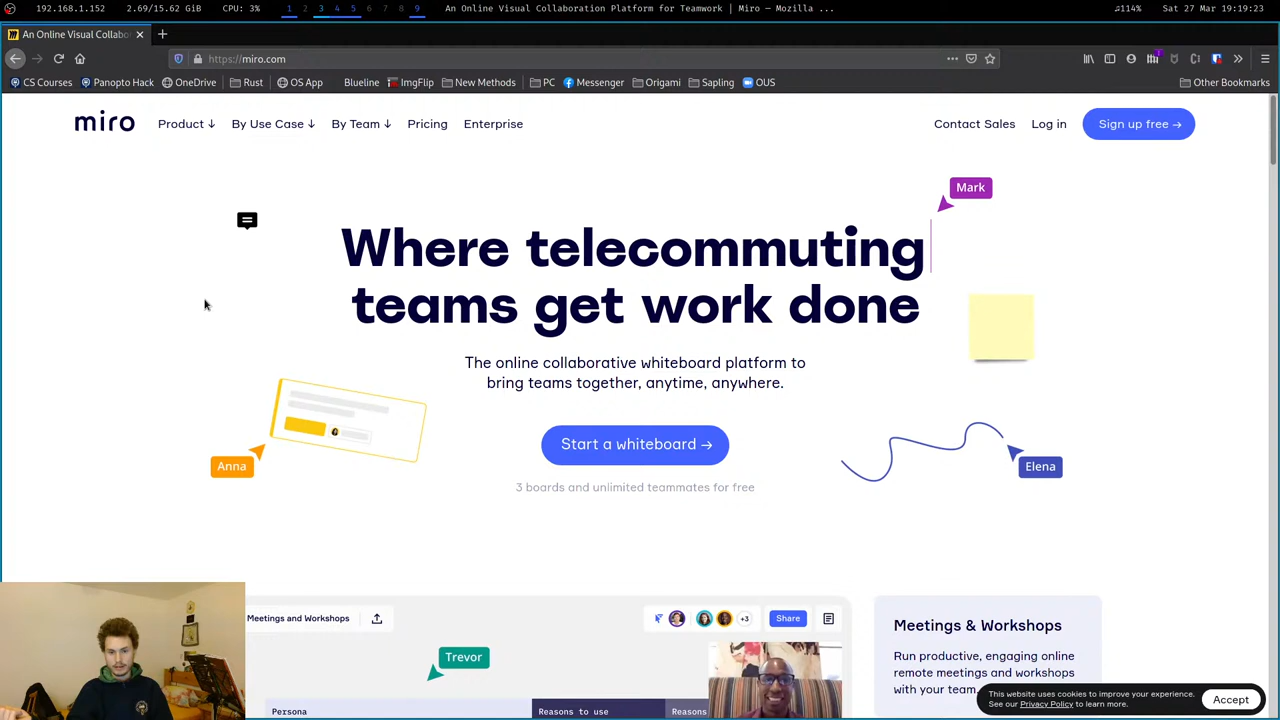 192.168.1.152
2.69/15.62 GiB
CPU: 3%
1 2 3 4 5 6 7 8 9
An Online Visual Collaboration Platform for Teamwork | Miro — Mozilla ...
114%
Sat 27 Mar 19:19:23
An Online Visual Collabo
https://miro.com
CS Courses
Panopto Hack
OneDrive
Rust
OS App
Blueline
ImgFlip
New Methods
PC
Messenger
Origami
Sapling
OUS
Other Bookmarks
miro
Product ↓
By Use Case ↓
By Team ↓
Pricing
Enterprise
Contact Sales
Log in
Sign up free →
Mark
Where telecommuting
teams get work done
The online collaborative whiteboard platform to
bring teams together, anytime, anywhere.
Start a whiteboard →
3 boards and unlimited teammates for free
Anna
Elena
Meetings and Workshops
+3
Share
Trevor
Persona
Reasons to use
Reasons
Meetings & Workshops
Run productive, engaging online
remote meetings and workshops
with your team.
This website uses cookies to improve your experience.
See our Privacy Policy to learn more.
Accept